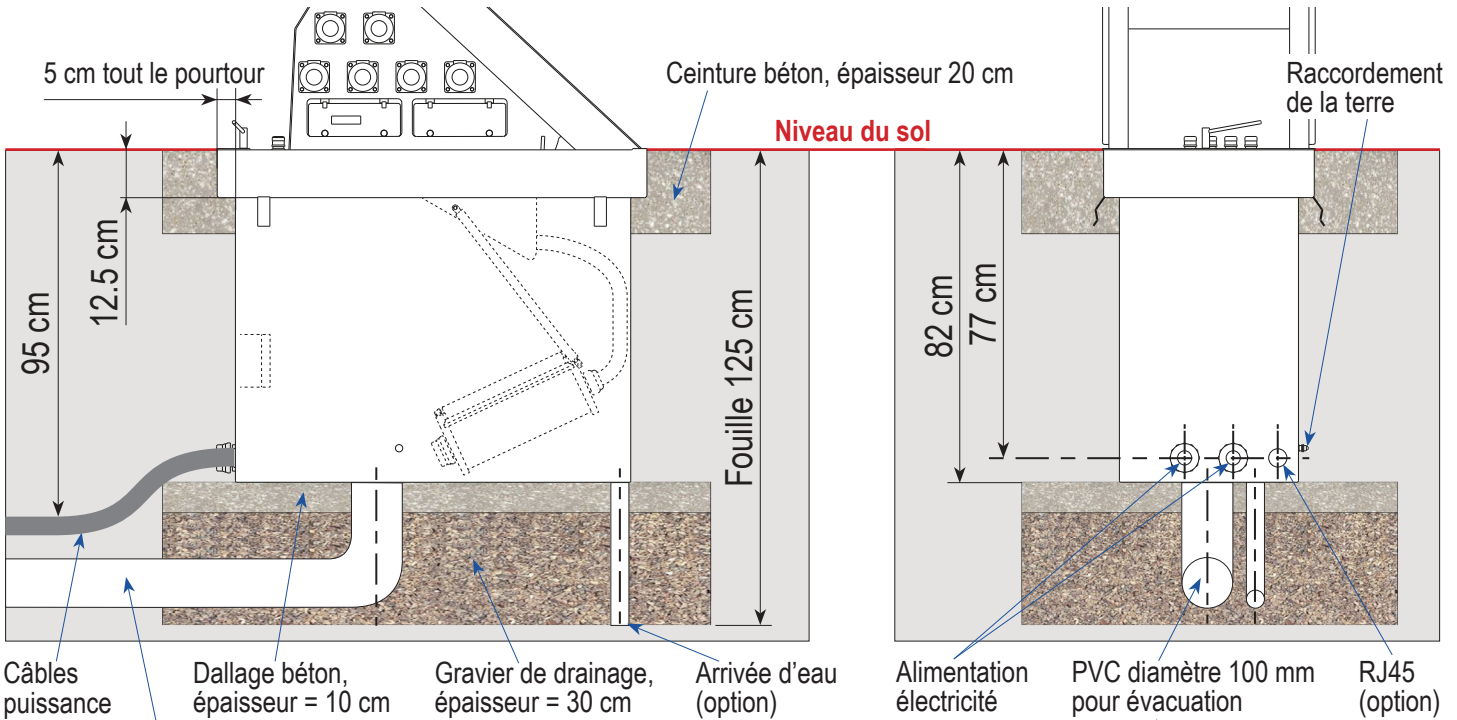 5 cm tout le pourtour
Ceinture béton, épaisseur 20 cm
Raccordement
de la terre
Niveau du sol
95 cm
12.5 cm
Fouille 125 cm
82 cm
77 cm
Câbles
puissance
Dallage béton,
épaisseur = 10 cm
Gravier de drainage,
épaisseur = 30 cm
Arrivée d’eau
(option)
Alimentation
électricité
PVC diamètre 100 mm
pour évacuation
RJ45
(option)